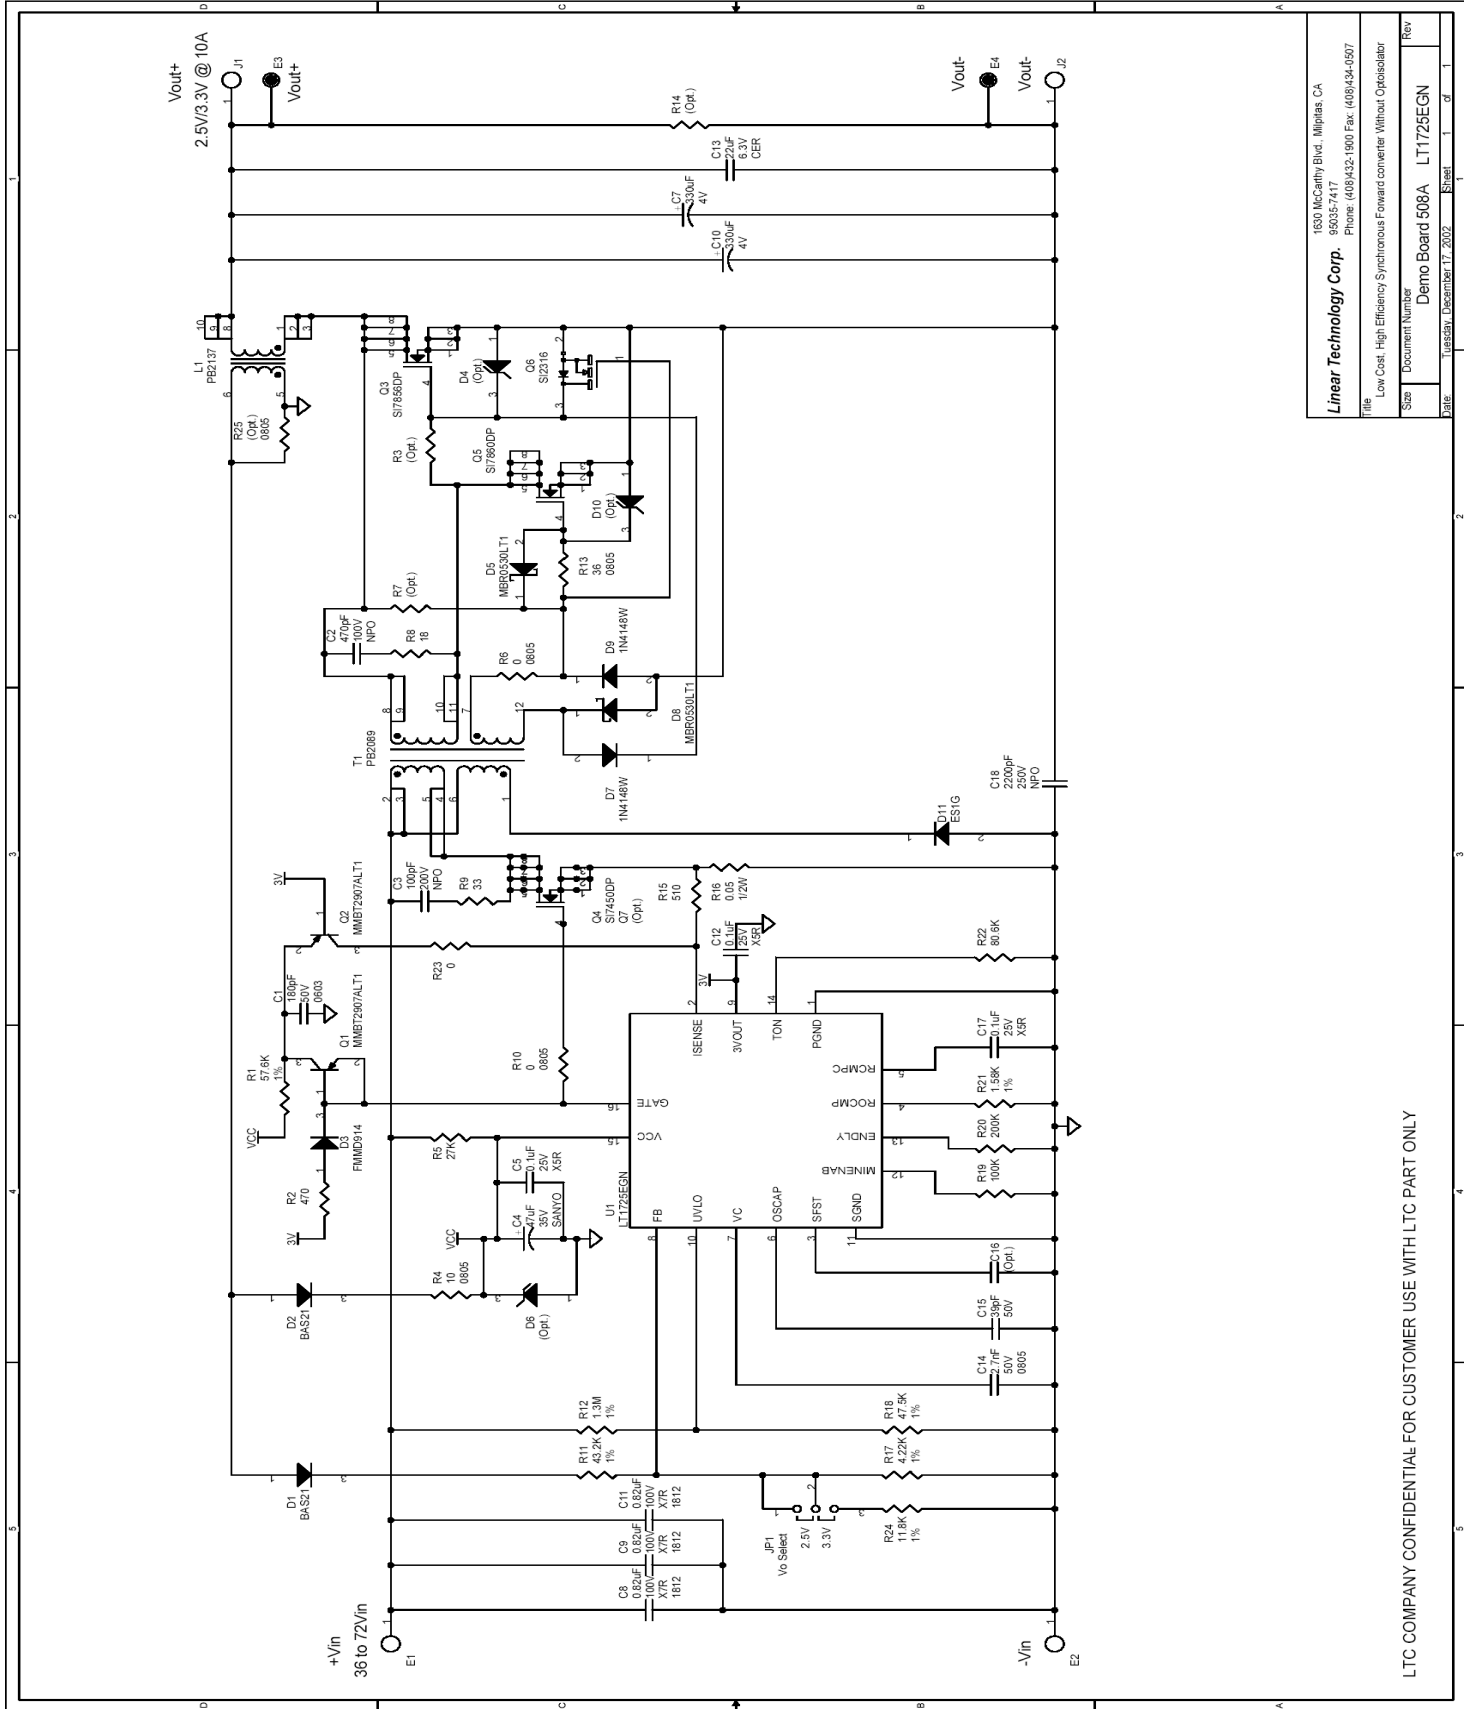 Vout+
2.5V/3.3V @ 10A
J1
E3
Vout+
L1
PB2137
R25
(Opt.)
0805
R14
(Opt.)
C13
22uF
6.3V
CER
C7
330uF
4V
C10
330uF
4V
Vout-
E4
Vout-
J2
Q3
SI7856DP
D4
(Opt.)
Q6
SI2316
R3
(Opt.)
Q5
SI7860DP
D10
(Opt.)
D5
MBR0530LT1
R13
36
0805
R7
(Opt.)
C2
470pF
100V
NPO
R8
18
R6
0
0805
D9
1N4148W
D8
MBR0530LT1
D7
1N4148W
T1
PB2089
C18
2200pF
250V
NPO
D11
ES1G
C3
100pF
200V
NPO
R9
33
Q4
SI7450DP
Q7
(Opt.)
R15
510
R16
0.05
1/2W
3V
Q2
MMBT2907ALT1
R23
0
C1
180pF
50V
0603
Q1
MMBT2907ALT1
R1
57.6K
1%
VCC
D3
FMMD914
R2
470
3V
R10
0
0805
R5
27K
C5
0.1uF
25V
X5R
C4
47uF
35V
SANYO
VCC
R4
10
0805
D6
(Opt.)
D2
BAS21
D1
BAS21
C12
0.1uF
25V
X5R
3V
R22
80.6K
C17
0.1uF
25V
X5R
R21
1.58K
1%
R20
200K
R19
100K
U1
LT1725EGN
ISENSE
3VOUT
TON
PGND
GATE
VCC
RCMPC
ROCMP
ENDLY
MINENAB
FB
UVLO
VC
OSCAP
SFST
SGND
C16
(Opt.)
C15
39pF
50V
C14
2.7nF
50V
0805
R12
1.3M
1%
R11
43.2K
1%
R18
47.5K
1%
R17
4.22K
1%
R24
11.8K
1%
JP1
Vo Select
2.5V
3.3V
C11
0.82uF
100V
X7R
1812
C9
0.82uF
100V
X7R
1812
C8
0.82uF
100V
X7R
1812
+Vin
36 to 72Vin
E1
-Vin
E2
Linear Technology Corp.
1630 McCarthy Blvd., Milpitas, CA
95035-7417
Phone: (408)432-1900 Fax: (408)434-0507
Title
Low Cost, High Efficiency Synchronous Forward converter Without Optoisolator
Size
Document Number
Rev
Demo Board 508A LT1725EGN
Date:
Tuesday, December 17, 2002
Sheet
1
of
1
LTC COMPANY CONFIDENTIAL FOR CUSTOMER USE WITH LTC PART ONLY